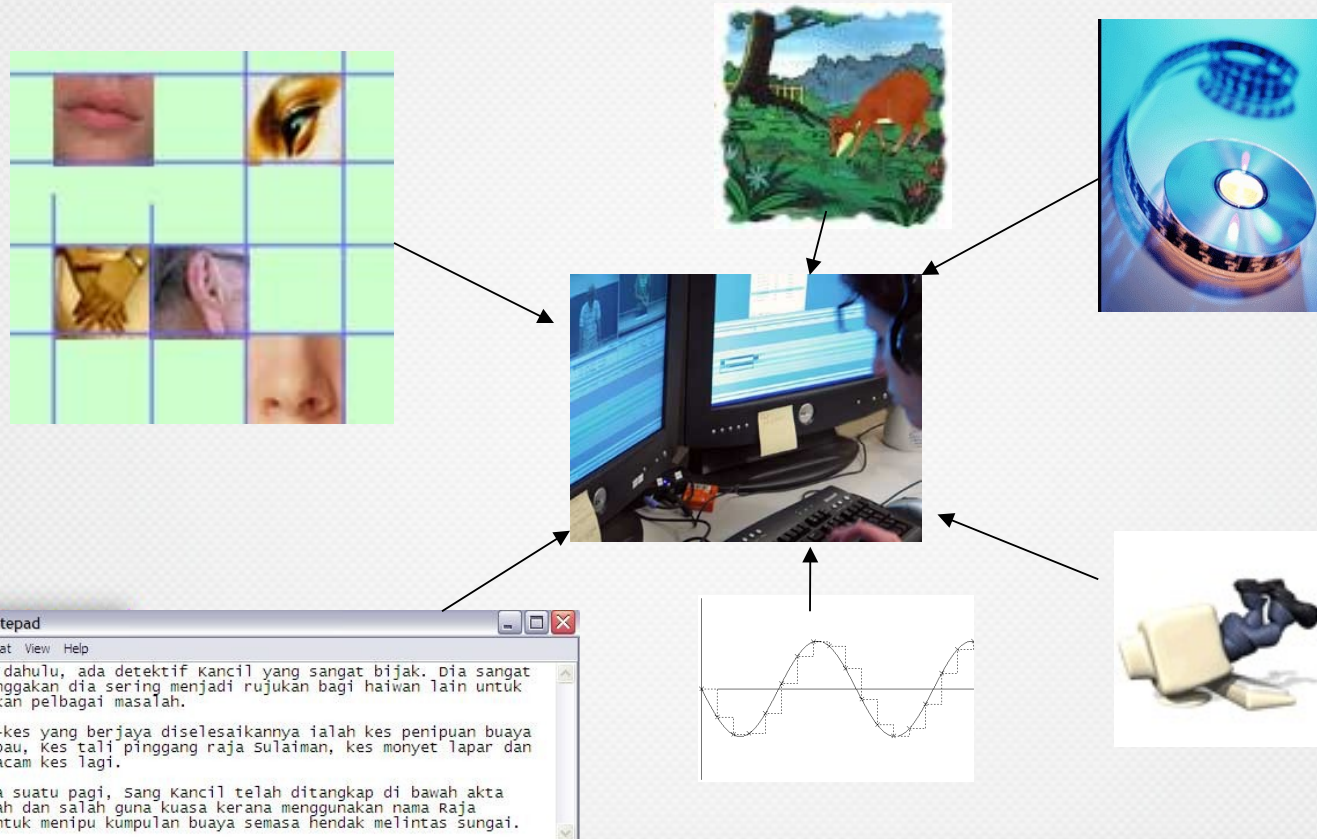 tepad
at View Help
dahulu, ada detektif Kancil yang sangat bijak. Dia sangat
nggakan dia sering menjadi rujukan bagi haiwan lain untuk
kan pelbagai masalah.
-kes yang berjaya diselesaikannya ialah kes penipuan buaya
bau, Kes tali pinggang raja Sulaiman, kes monyet lapar dan
acam kes lagi.
a suatu pagi, Sang Kancil telah ditangkap di bawah akta
ah dan salah guna kuasa kerana menggunakan nama Raja
ntuk menipu kumpulan buaya semasa hendak melintas sungai.